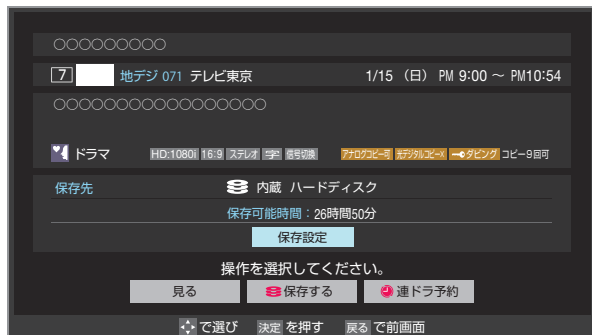 ○○○○○○○○○
7 地デジ 071 テレビ東京 1/15 （日） PM 9:00 ～ PM10:54
○○○○○○○○○○○○○○○○○
ドラマ HD:1080i 16:9 ステレオ 字 信号切換 アナログコピー可 光デジタルコピー× ダビング コピー9回可
保存先 内蔵 ハードディスク
保存可能時間：26時間50分
保存設定
操作を選択してください。
見る 保存する 連ドラ予約
で選び 決定 を押す 戻る で前画面